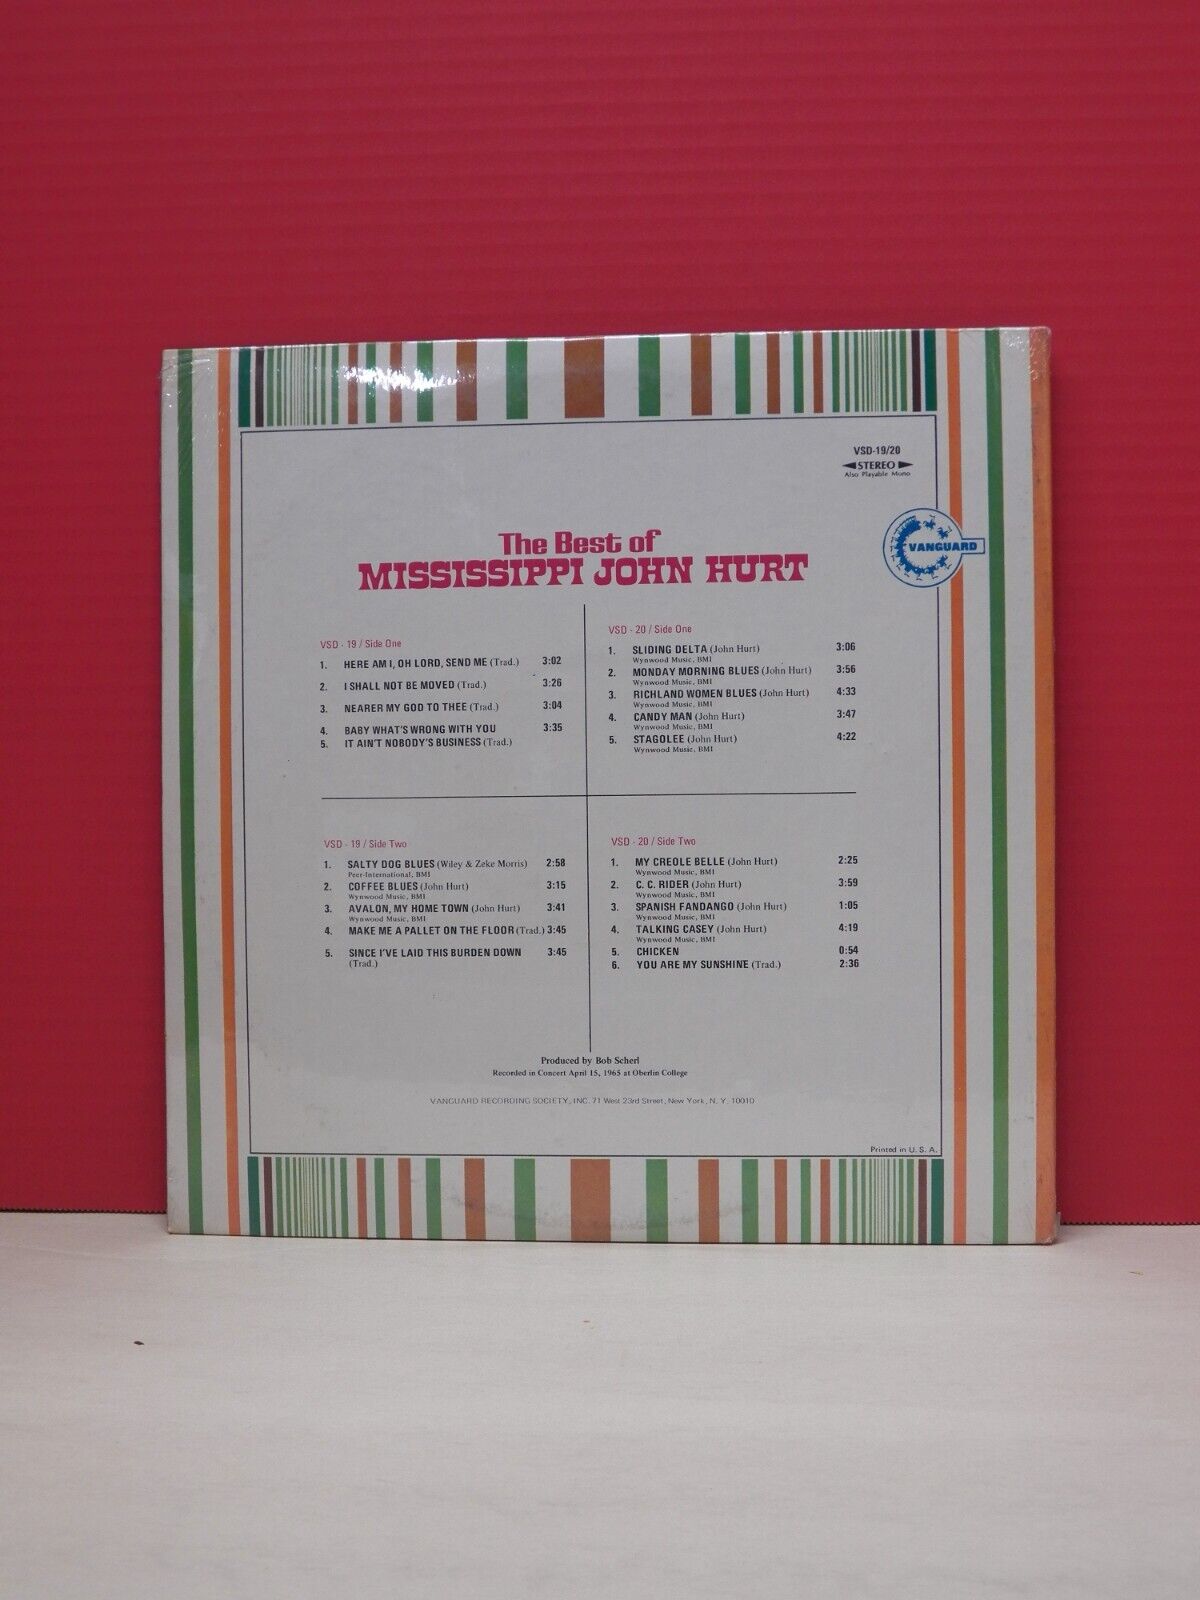 VSD-19/20
STEREO
Also Playable Mono
VANGUARD
The Best of
MISSISSIPPI JOHN HURT
VSD - 19 / Side One
1. HERE AM I, OH LORD, SEND ME (Trad.) 3:02
2. I SHALL NOT BE MOVED (Trad.) 3:26
3. NEARER MY GOD TO THEE (Trad.) 3:04
4. BABY WHAT'S WRONG WITH YOU 3:35
5. IT AIN'T NOBODY'S BUSINESS (Trad.)
VSD - 20 / Side One
1. SLIDING DELTA (John Hurt) 3:06
Wynwood Music, BMI
2. MONDAY MORNING BLUES (John Hurt) 3:56
Wynwood Music, BMI
3. RICHLAND WOMEN BLUES (John Hurt) 4:33
Wynwood Music, BMI
4. CANDY MAN (John Hurt) 3:47
Wynwood Music, BMI
5. STAGOLEE (John Hurt) 4:22
Wynwood Music, BMI
VSD - 19 / Side Two
1. SALTY DOG BLUES (Wiley & Zeke Morris) 2:58
Peer-International, BMI
2. COFFEE BLUES (John Hurt) 3:15
Wynwood Music, BMI
3. AVALON, MY HOME TOWN (John Hurt) 3:41
Wynwood Music, BMI
4. MAKE ME A PALLET ON THE FLOOR (Trad.) 3:45
5. SINCE I'VE LAID THIS BURDEN DOWN 3:45
(Trad.)
VSD - 20 / Side Two
1. MY CREOLE BELLE (John Hurt) 2:25
Wynwood Music, BMI
2. C. C. RIDER (John Hurt) 3:59
Wynwood Music, BMI
3. SPANISH FANDANGO (John Hurt) 1:05
Wynwood Music, BMI
4. TALKING CASEY (John Hurt) 4:19
Wynwood Music, BMI
5. CHICKEN 0:54
6. YOU ARE MY SUNSHINE (Trad.) 2:36
Produced by Bob Scherl
Recorded in Concert April 15, 1965 at Oberlin College
VANGUARD RECORDING SOCIETY, INC. 71 West 23rd Street, New York, N. Y. 10010
Printed in U. S. A.